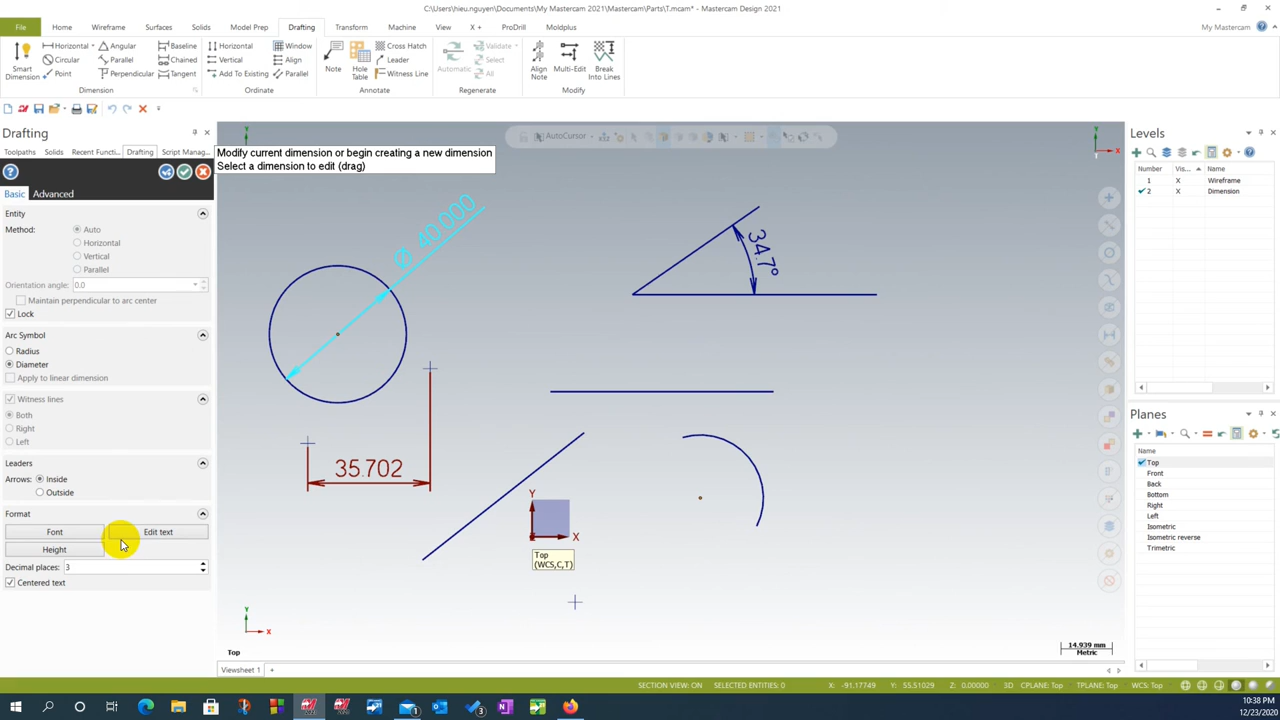 C:\Users\hieu.nguyen\Documents\My Mastercam 2021\Mastercam\Parts\T.mcam* - Mastercam Design 2021
File Home Wireframe Surfaces Solids Model Prep Drafting Transform Machine View X + ProDrill Moldplus My Mastercam
Smart Dimension
Horizontal Angular Baseline
Circular Parallel Chained
Point Perpendicular Tangent
Dimension
Horizontal Window
Vertical Align
Add To Existing Parallel
Ordinate
Note
Hole Table
Cross Hatch
Leader
Witness Line
Annotate
Automatic
Validate
Select
All
Regenerate
Align Note
Multi-Edit
Break Into Lines
Modify
Drafting
Toolpaths Solids Recent Functi... Drafting Script Manag...
Basic Advanced
Entity
Method: Auto
Horizontal
Vertical
Parallel
Orientation angle: 0.0
Maintain perpendicular to arc center
Lock
Arc Symbol
Radius
Diameter
Apply to linear dimension
Witness lines
Both
Right
Left
Leaders
Arrows: Inside
Outside
Format
Font Edit text
Height
Decimal places: 3
Centered text
AutoCursor
Modify current dimension or begin creating a new dimension
Select a dimension to edit (drag)
Ø 40.000
34.7°
35.702
Y
X
Top
(WCS,C,T)
Y
X
Top
X
14.939 mm
Metric
Viewsheet 1 +
Levels
Number Vis... Name
1 X Wireframe
2 X Dimension
Planes
Name
Top
Front
Back
Bottom
Right
Left
Isometric
Isometric reverse
Trimetric
SECTION VIEW: ON SELECTED ENTITIES: 0 X: -91.17749 Y: 55.51029 Z: 0.00000 3D CPLANE: Top TPLANE: Top WCS: Top
10:38 PM
12/23/2020